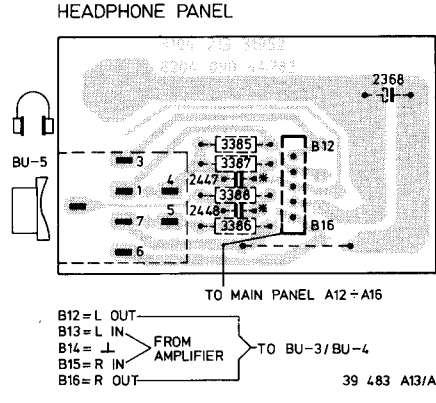 HEADPHONE PANEL
2368
BU-5
3
3385
B12
3387
1
4
2447
*
3388
2448
*
7
5
3386
B16
6
TO MAIN PANEL A12÷A16
B12= L OUT
B13= L IN
B14= ⊥
B15= R IN
B16= R OUT
FROM
AMPLIFIER
TO BU-3/BU-4
39 483 A13/A